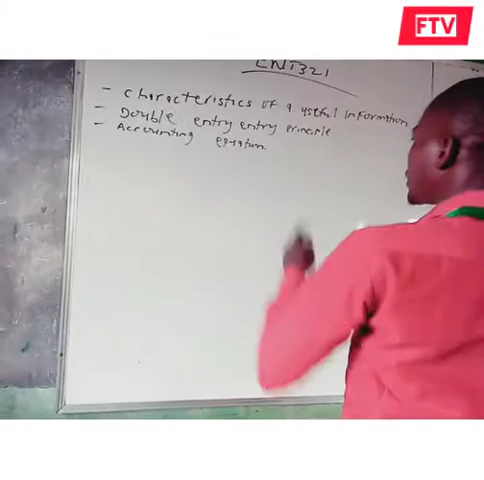 FTV
ENT321
- Characteristics of a useful Information
- Double entry entry principle
- Accounting equation